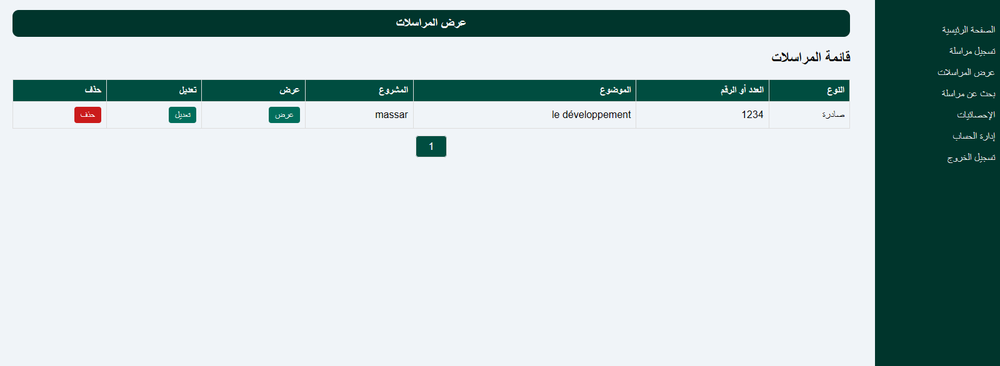 عرض المراسلات
قائمة المراسلات
النوع العدد أو الرقم الموضوع المشروع عرض تعديل حذف
صادرة 1234 le développement massar عرض تعديل حذف
1
الصفحة الرئيسية
تسجيل مراسلة
عرض المراسلات
بحث عن مراسلة
الإحصائيات
إدارة الحساب
تسجيل الخروج